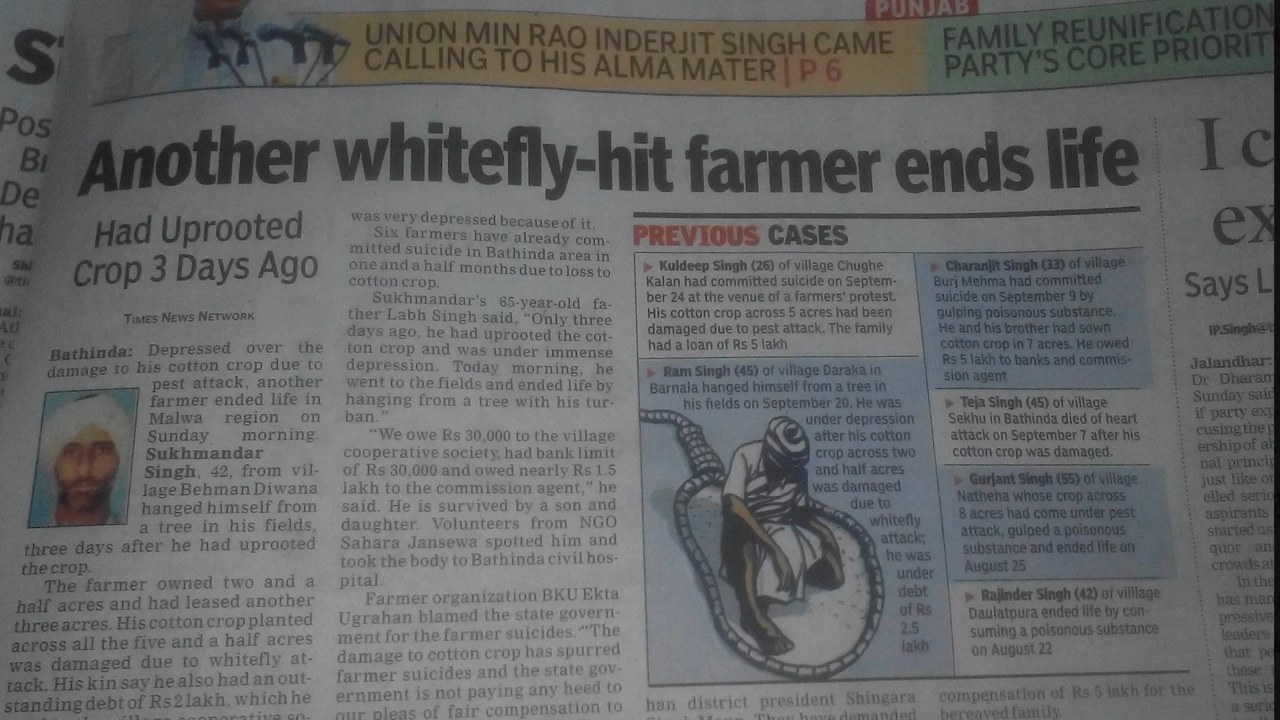 PUNJAB
UNION MIN RAO INDERJIT SINGH CAME
CALLING TO HIS ALMA MATER | P 6
FAMILY REUNIFICATION
PARTY'S CORE PRIORIT
Pos
De
ha
Another whitefly-hit farmer ends life
Had Uprooted
Crop 3 Days Ago
TIMES NEWS NETWORK
Bathinda: Depressed over the
damage to his cotton crop due to
pest attack, another
farmer ended life in
Malwa region on
Sunday morning.
Sukhmandar
Singh, 42, from vil-
lage Behman Diwana
hanged himself from
a tree in his fields,
three days after he had uprooted
the crop.
The farmer owned two and a
half acres and had leased another
three acres. His cotton crop planted
across all the five and a half acres
was damaged due to whitefly at-
tack. His kin say he also had an out-
standing debt of Rs 2 lakh, which he
was very depressed because of it.
Six farmers have already com-
mitted suicide in Bathinda area in
one and a half months due to loss to
cotton crop.
Sukhmandar's 65-year-old fa-
ther Labh Singh said, "Only three
days ago, he had uprooted the cot-
ton crop and was under immense
depression. Today morning, he
went to the fields and ended life by
hanging from a tree with his tur-
ban."
"We owe Rs 30,000 to the village
cooperative society, had bank limit
of Rs 30,000 and owed nearly Rs 1.5
lakh to the commission agent," he
said. He is survived by a son and
daughter. Volunteers from NGO
Sahara Jansewa spotted him and
took the body to Bathinda civil hos-
pital.
Farmer organization BKU Ekta
Ugrahan blamed the state govern-
ment for the farmer suicides. "The
damage to cotton crop has spurred
farmer suicides and the state gov-
ernment is not paying any heed to
our pleas of fair compensation to
PREVIOUS CASES
Kuldeep Singh (26) of village Chughe
Kalan had committed suicide on Septem-
ber 24 at the venue of a farmers' protest.
His cotton crop across 5 acres had been
damaged due to pest attack. The family
had a loan of Rs 5 lakh
Ram Singh (45) of village Daraka in
Barnala hanged himself from a tree in
his fields on September 20. He was
under depression
after his cotton
crop across two
and half acres
was damaged
due to
whitefly
attack;
he was
under
debt
of Rs
2.5
lakh
Charanjit Singh (33) of village
Burj Mehma had committed
suicide on September 9 by
gulping poisonous substance.
He and his brother had sown
cotton crop in 7 acres. He owed
Rs 5 lakh to banks and commis-
sion agent
Teja Singh (45) of village
Sekhu in Bathinda died of heart
attack on September 7 after his
cotton crop was damaged.
Gurjant Singh (55) of village
Natheha whose crop across
8 acres had come under pest
attack, gulped a poisonous
substance and ended life on
August 25
Rajinder Singh (42) of viillage
Daulatpura ended life by con-
suming a poisonous substance
on August 22
han district president Shingara
compensation of Rs 5 lakh for the
bereaved family.
I c
ex
Says L
IP.Singh@t
Jalandhar:
Dr Dharam
Sunday said
if party exp
cusing the p
ership of ab
nal princip
just like ot
elled serio
aspirants
started us
quor an
crowds at
In the
has man
pressive
leaders
that pe
these
This is
a seri